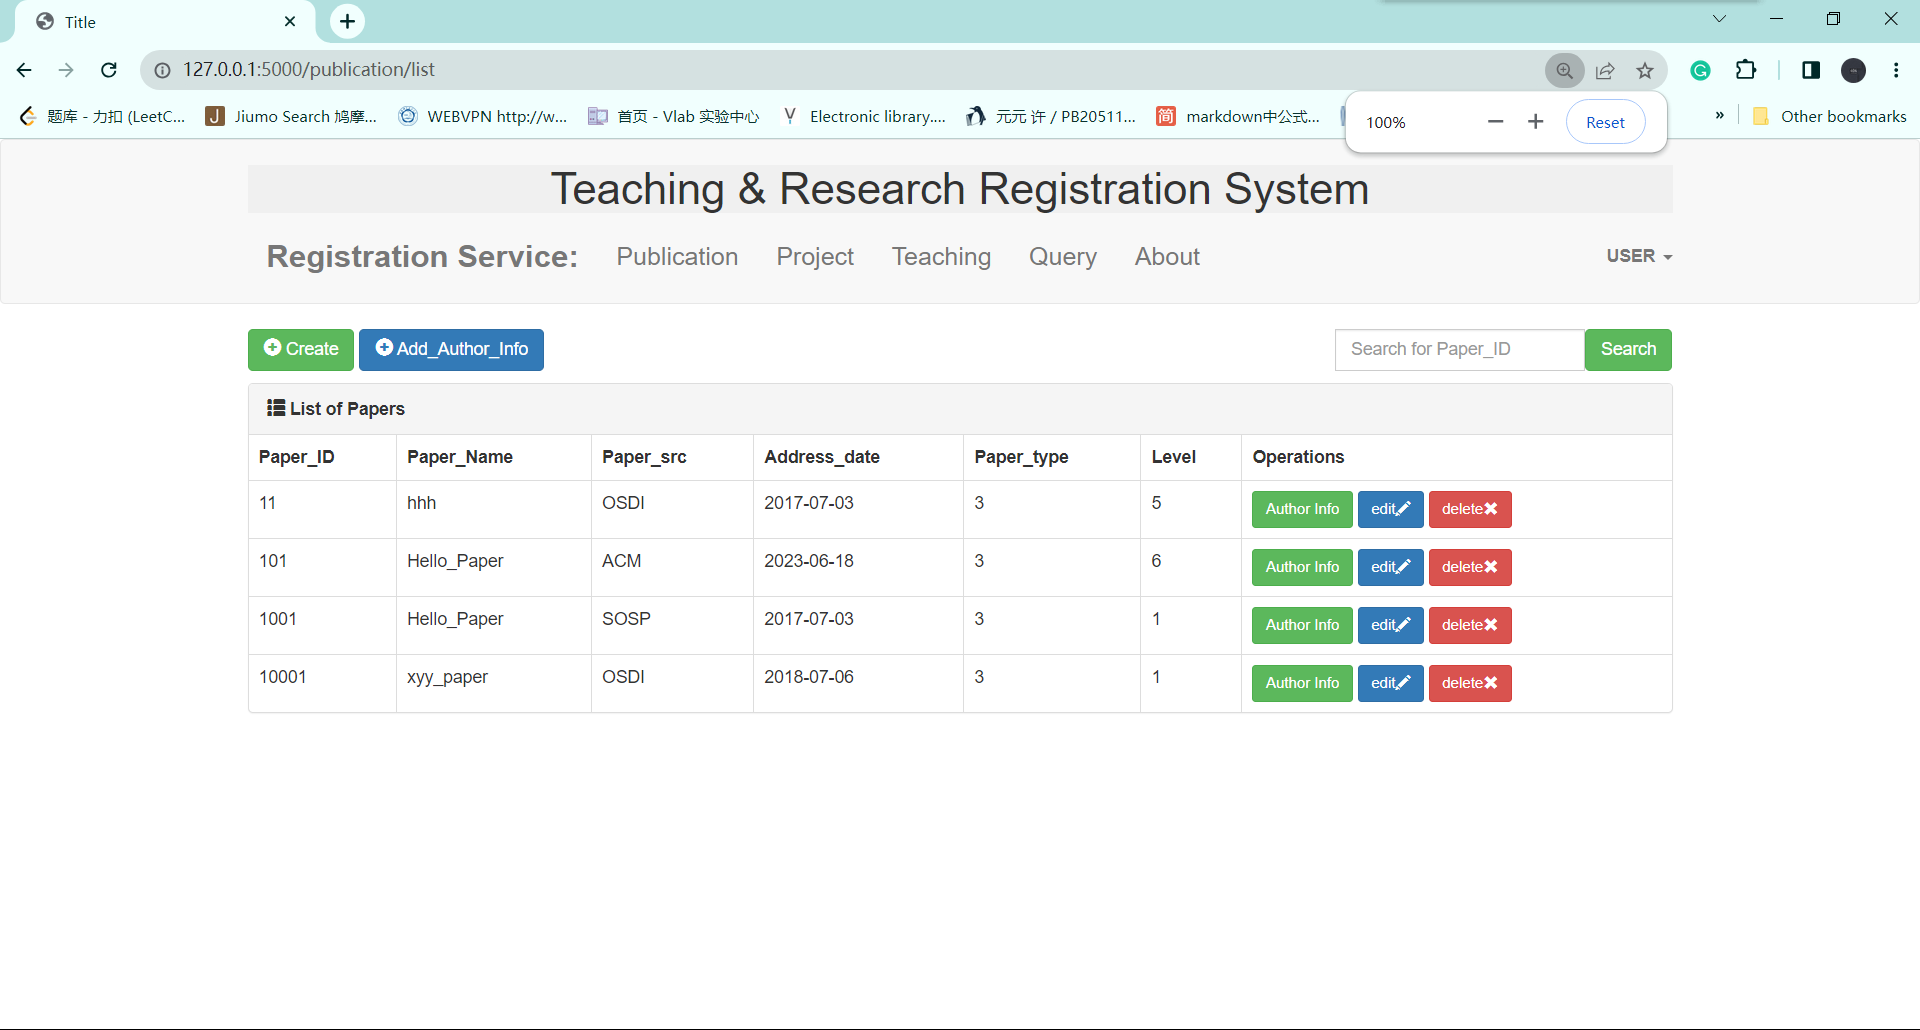 Title
127.0.0.1:5000/publication/list
题库 - 力扣 (LeetC... Jiumo Search 鸠摩... WEBVPN http://w... 首页 - Vlab 实验中心 Electronic library.... 元元 许 / PB20511... markdown中公式... » Other bookmarks
100% Reset
Teaching & Research Registration System
Registration Service: Publication Project Teaching Query About USER
Create Add_Author_Info Search for Paper_ID Search
List of Papers
Paper_ID Paper_Name Paper_src Address_date Paper_type Level Operations
11 hhh OSDI 2017-07-03 3 5 Author Info edit delete
101 Hello_Paper ACM 2023-06-18 3 6 Author Info edit delete
1001 Hello_Paper SOSP 2017-07-03 3 1 Author Info edit delete
10001 xyy_paper OSDI 2018-07-06 3 1 Author Info edit delete